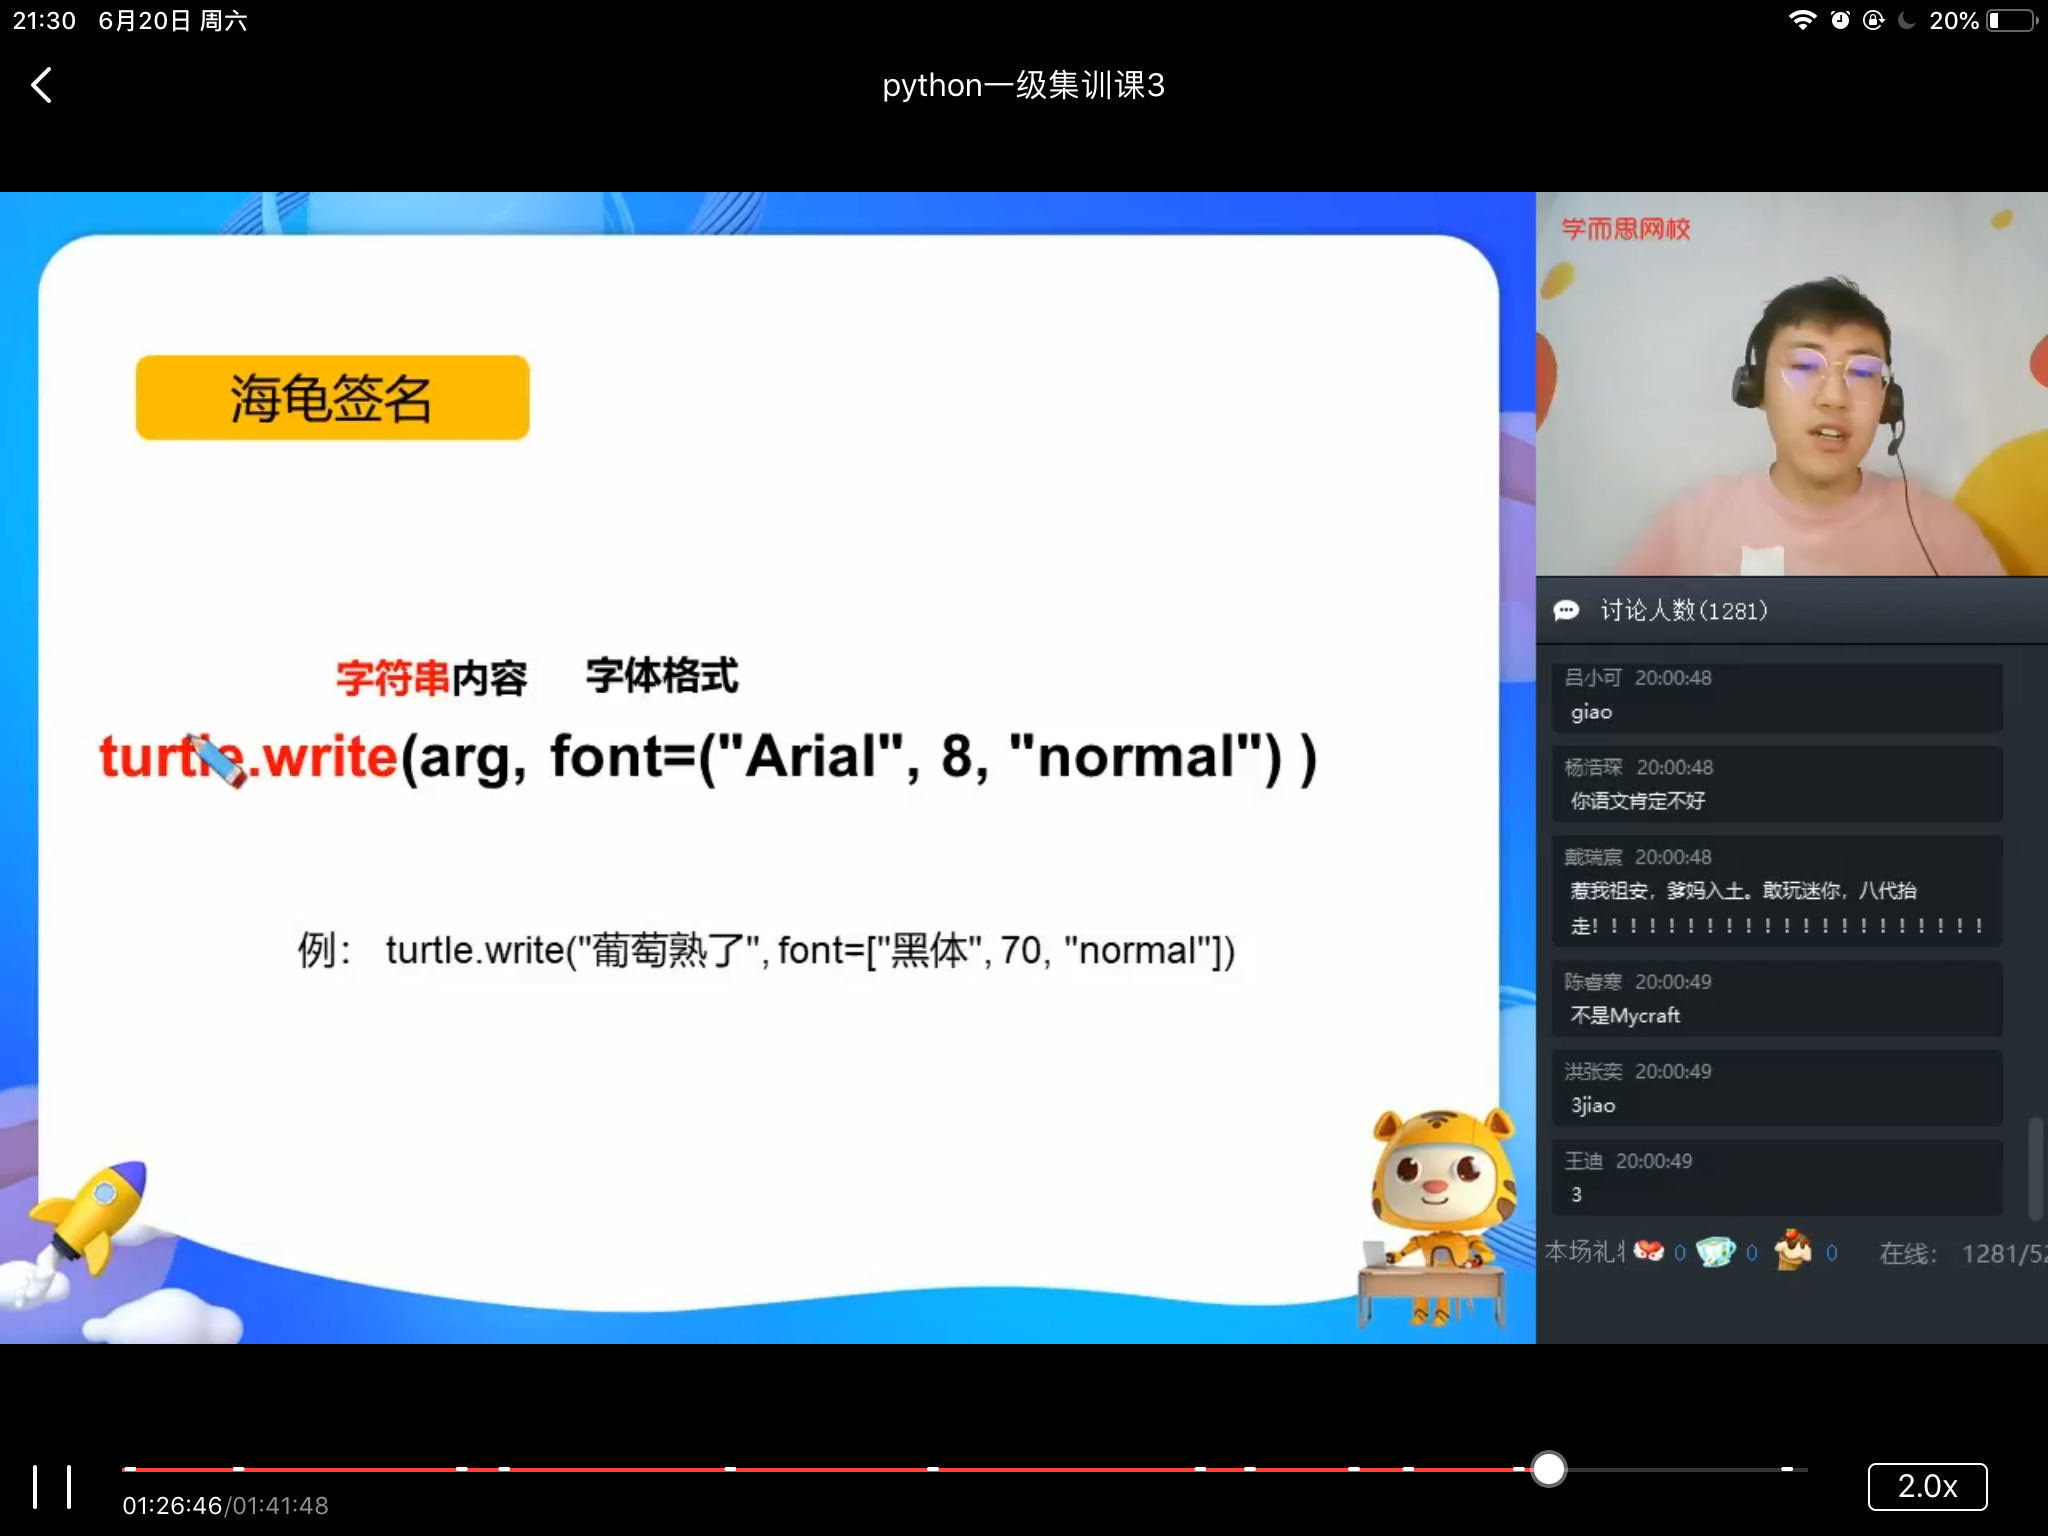 21:30 6月20日 周六
20%
python一级集训课3
海龟签名
字符串内容 字体格式
turtle.write(arg, font=("Arial", 8, "normal") )
例： turtle.write("葡萄熟了", font=["黑体", 70, "normal"])
学而思网校
讨论人数(1281)
吕小可 20:00:48
giao
杨浩琛 20:00:48
你语文肯定不好
戴瑞宸 20:00:48
惹我祖安，爹妈入土。敢玩迷你，八代抬
走！！！！！！！！！！！！！！！！！！！！！
陈睿寒 20:00:49
不是Mycraft
洪张奕 20:00:49
3jiao
王迪 20:00:49
3
本场礼 0 0 0 在线： 1281/52
01:26:46/01:41:48
2.0x